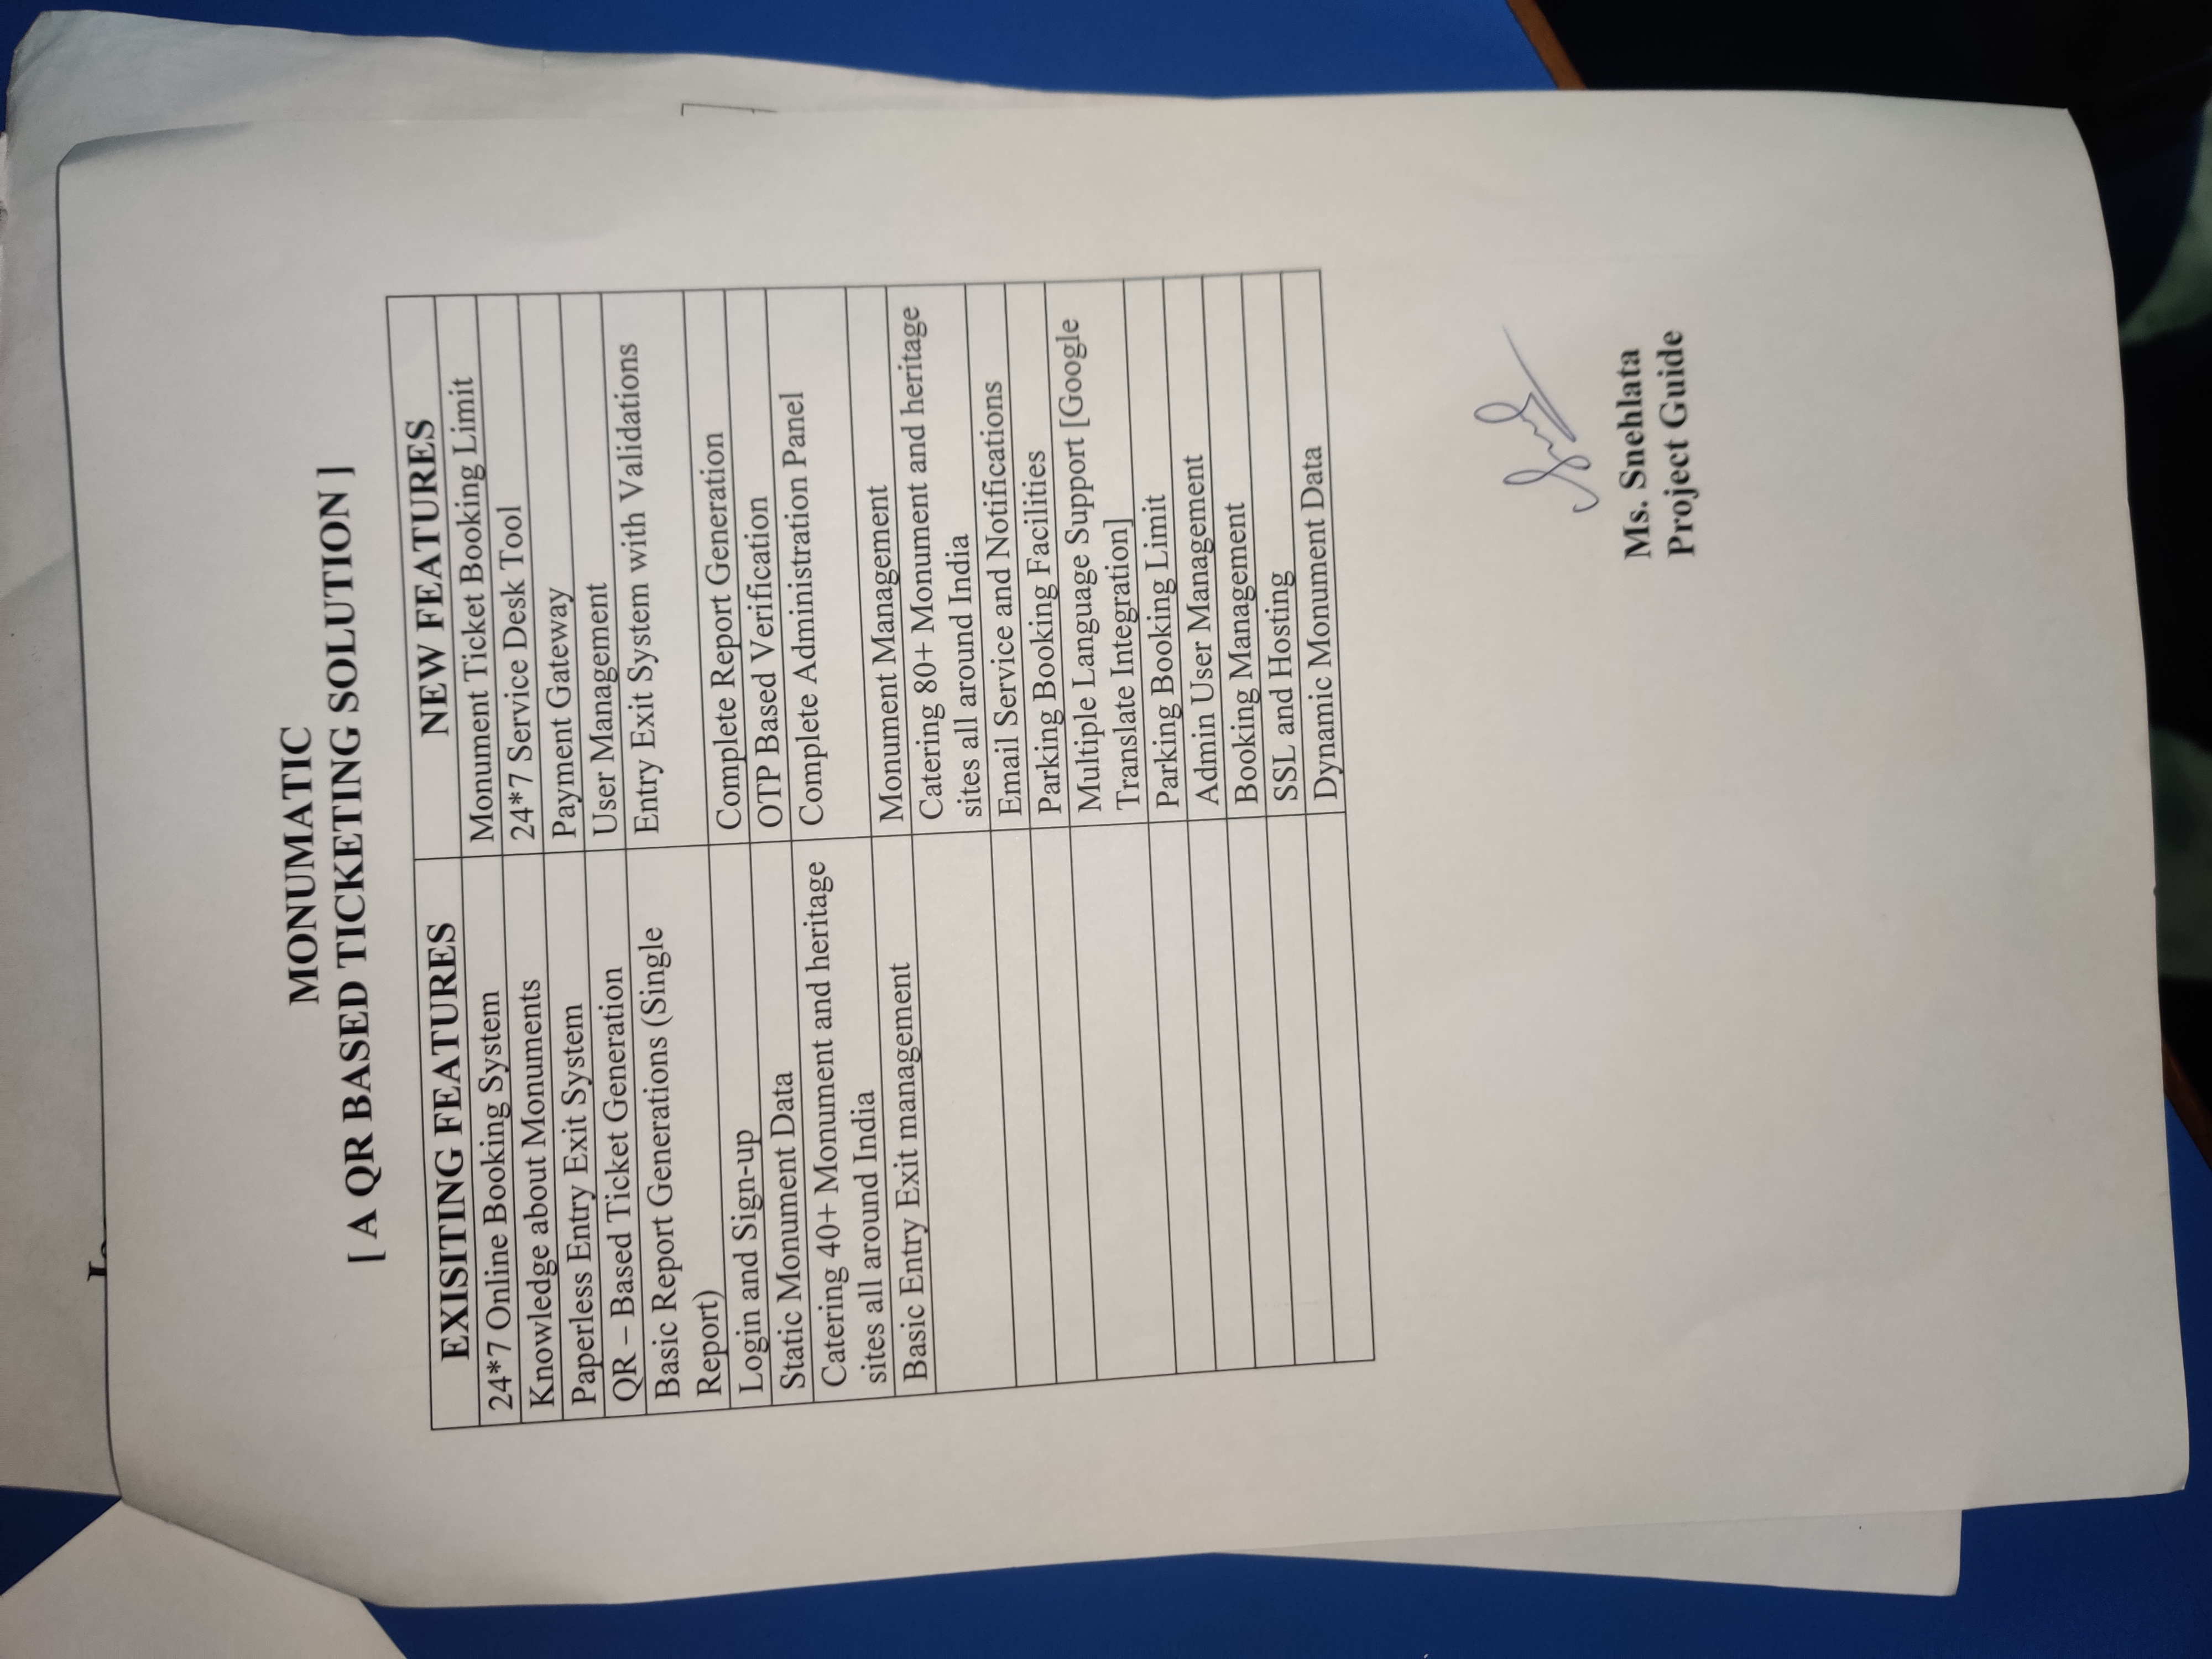 MONUMATIC
[ A QR BASED TICKETING SOLUTION ]
EXISITING FEATURES
NEW FEATURES
24*7 Online Booking System
Monument Ticket Booking Limit
Knowledge about Monuments
24*7 Service Desk Tool
Paperless Entry Exit System
Payment Gateway
QR – Based Ticket Generation
User Management
Basic Report Generations (Single
Report)
Entry Exit System with Validations
Login and Sign-up
Complete Report Generation
Static Monument Data
OTP Based Verification
Catering 40+ Monument and heritage
sites all around India
Complete Administration Panel
Basic Entry Exit management
Monument Management
Catering 80+ Monument and heritage
sites all around India
Email Service and Notifications
Parking Booking Facilities
Multiple Language Support [Google
Translate Integration]
Parking Booking Limit
Admin User Management
Booking Management
SSL and Hosting
Dynamic Monument Data
Ms. Snehlata
Project Guide